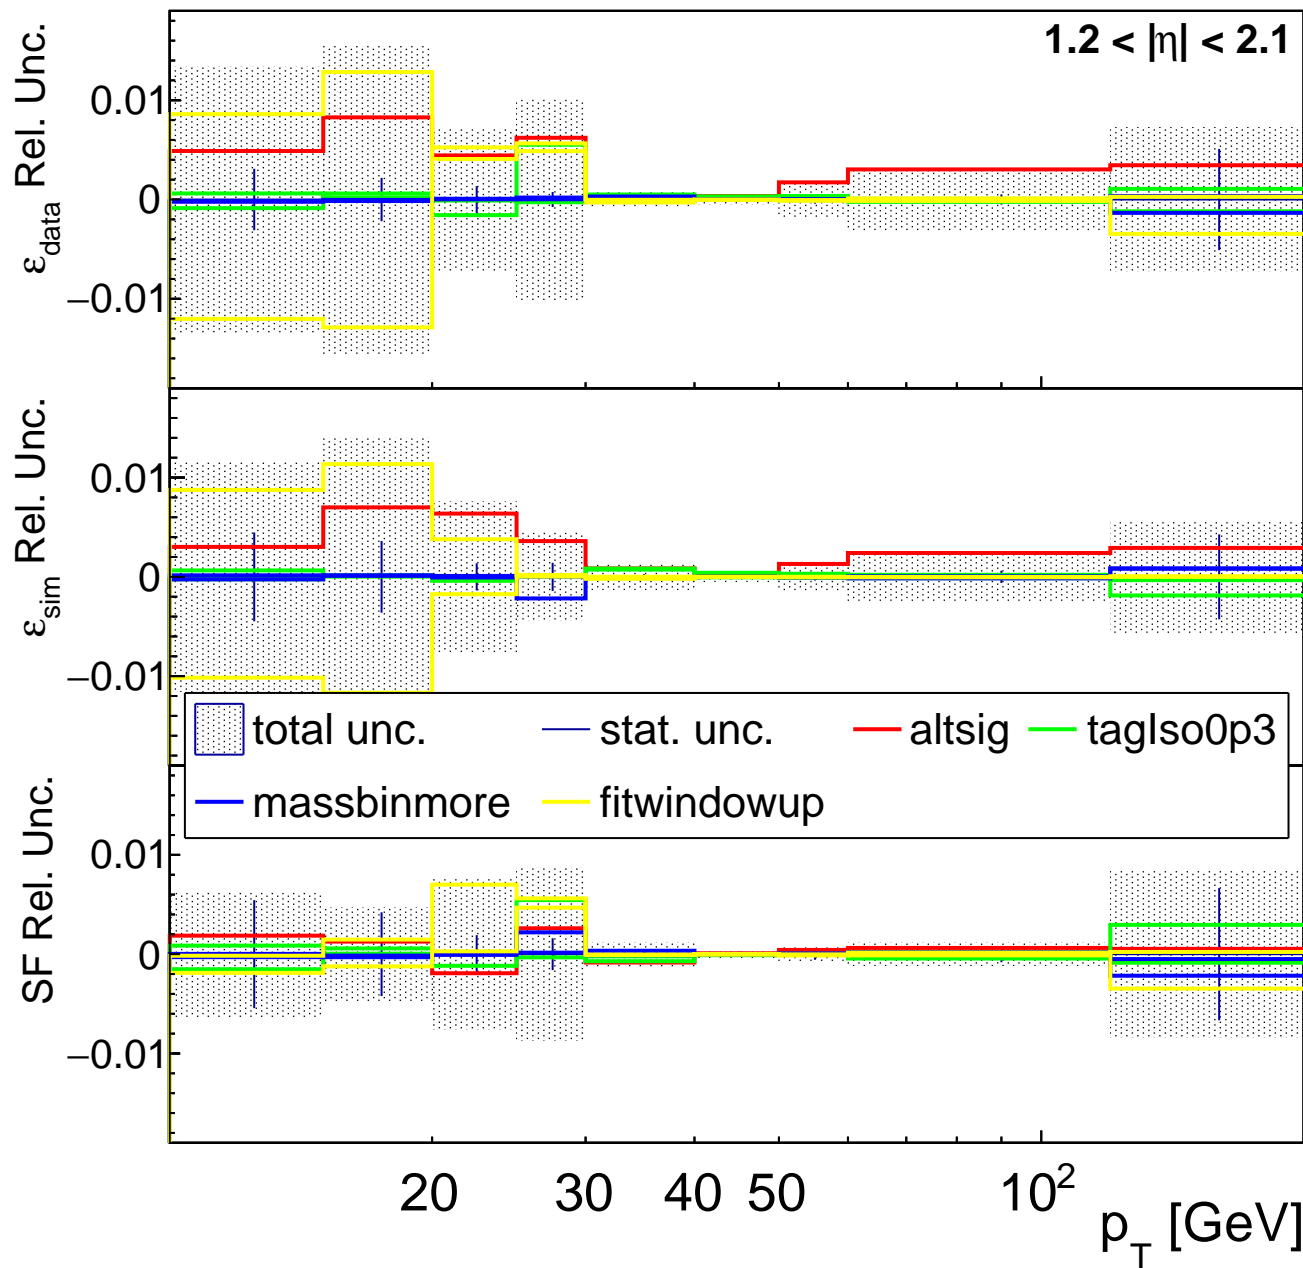 1.2 < |η| < 2.1
ε_data Rel. Unc.
0.01
0
−0.01
ε_sim Rel. Unc.
0.01
0
−0.01
total unc. stat. unc. altsig tagIso0p3
massbinmore fitwindowup
SF Rel. Unc.
0.01
0
−0.01
20 30 40 50 10²
p_T [GeV]